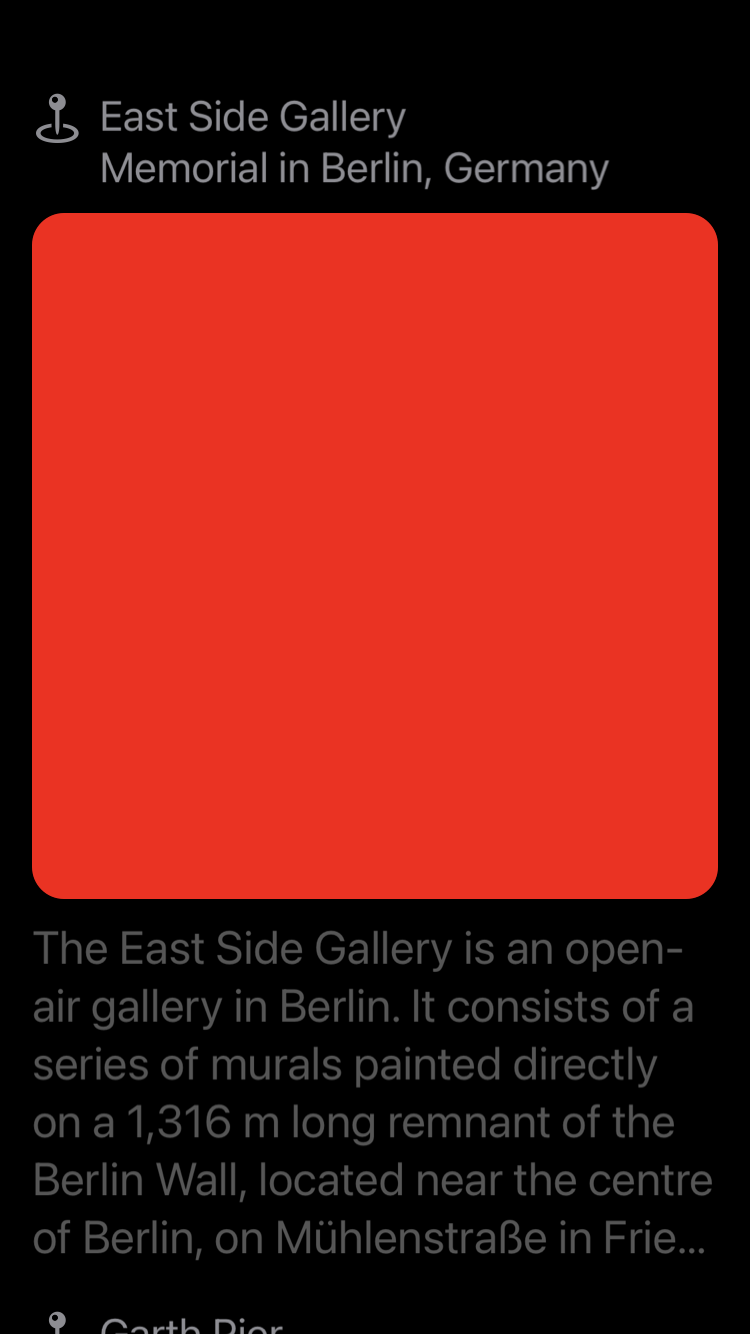 East Side Gallery
Memorial in Berlin, Germany
The East Side Gallery is an open-
air gallery in Berlin. It consists of a
series of murals painted directly
on a 1,316 m long remnant of the
Berlin Wall, located near the centre
of Berlin, on Mühlenstraße in Frie...
Garth Pier